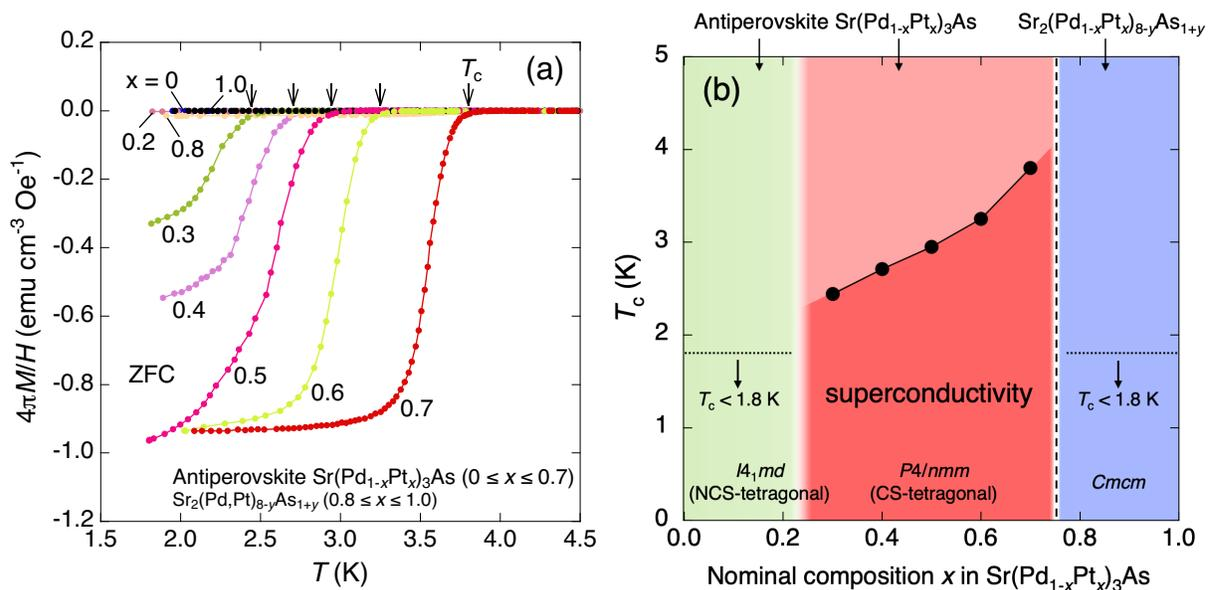 0.2
0.0
-0.2
-0.4
-0.6
-0.8
-1.0
-1.2
4πM/H (emu cm⁻³ Oe⁻¹)
1.5 2.0 2.5 3.0 3.5 4.0 4.5
T (K)
(a)
T_c
x = 0
1.0
0.2
0.8
0.3
0.4
0.5
0.6
0.7
ZFC
Antiperovskite Sr(Pd₁₋ₓPtₓ)₃As (0 ≤ x ≤ 0.7)
Sr₂(Pd,Pt)₈₋ᵧAs₁₊ᵧ (0.8 ≤ x ≤ 1.0)
Antiperovskite Sr(Pd₁₋ₓPtₓ)₃As
Sr₂(Pd₁₋ₓPtₓ)₈₋ᵧAs₁₊ᵧ
(b)
5
4
3
2
1
0
T_c (K)
T_c < 1.8 K
superconductivity
T_c < 1.8 K
I4₁md
(NCS-tetragonal)
P4/nmm
(CS-tetragonal)
Cmcm
0.0 0.2 0.4 0.6 0.8 1.0
Nominal composition x in Sr(Pd₁₋ₓPtₓ)₃As